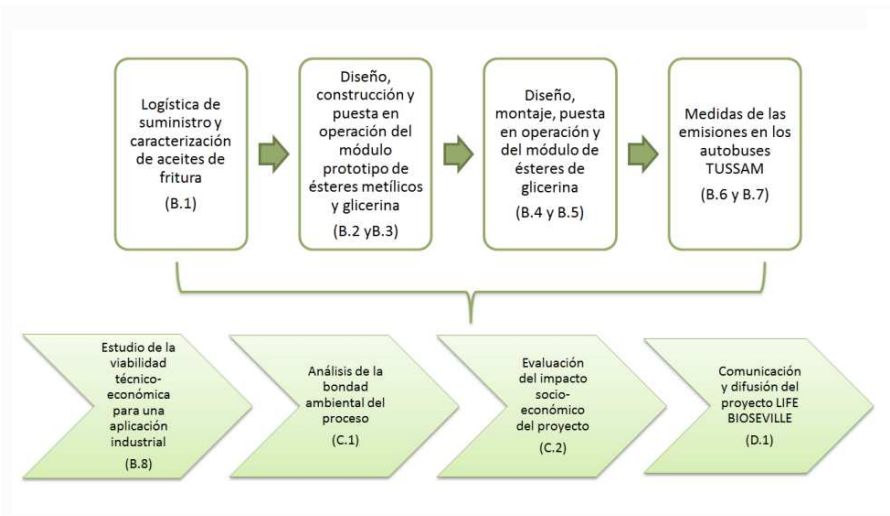 Logística de
suministro y
caracterización
de aceites de
fritura
(B.1)
Diseño,
construcción y
puesta en
operación del
módulo
prototipo de
ésteres metílicos
y glicerina
(B.2 yB.3)
Diseño,
montaje, puesta
en operación y
del módulo de
ésteres de
glicerina
(B.4 y B.5)
Medidas de las
emisiones en los
autobuses
TUSSAM
(B.6 y B.7)
Estudio de la
viabilidad
técnico-
económica
para una
aplicación
industrial
(B.8)
Análisis de la
bondad
ambiental del
proceso
(C.1)
Evaluación
del impacto
socio-
económico
del proyecto
(C.2)
Comunicación
y difusión del
proyecto LIFE
BIOSEVILLE
(D.1)